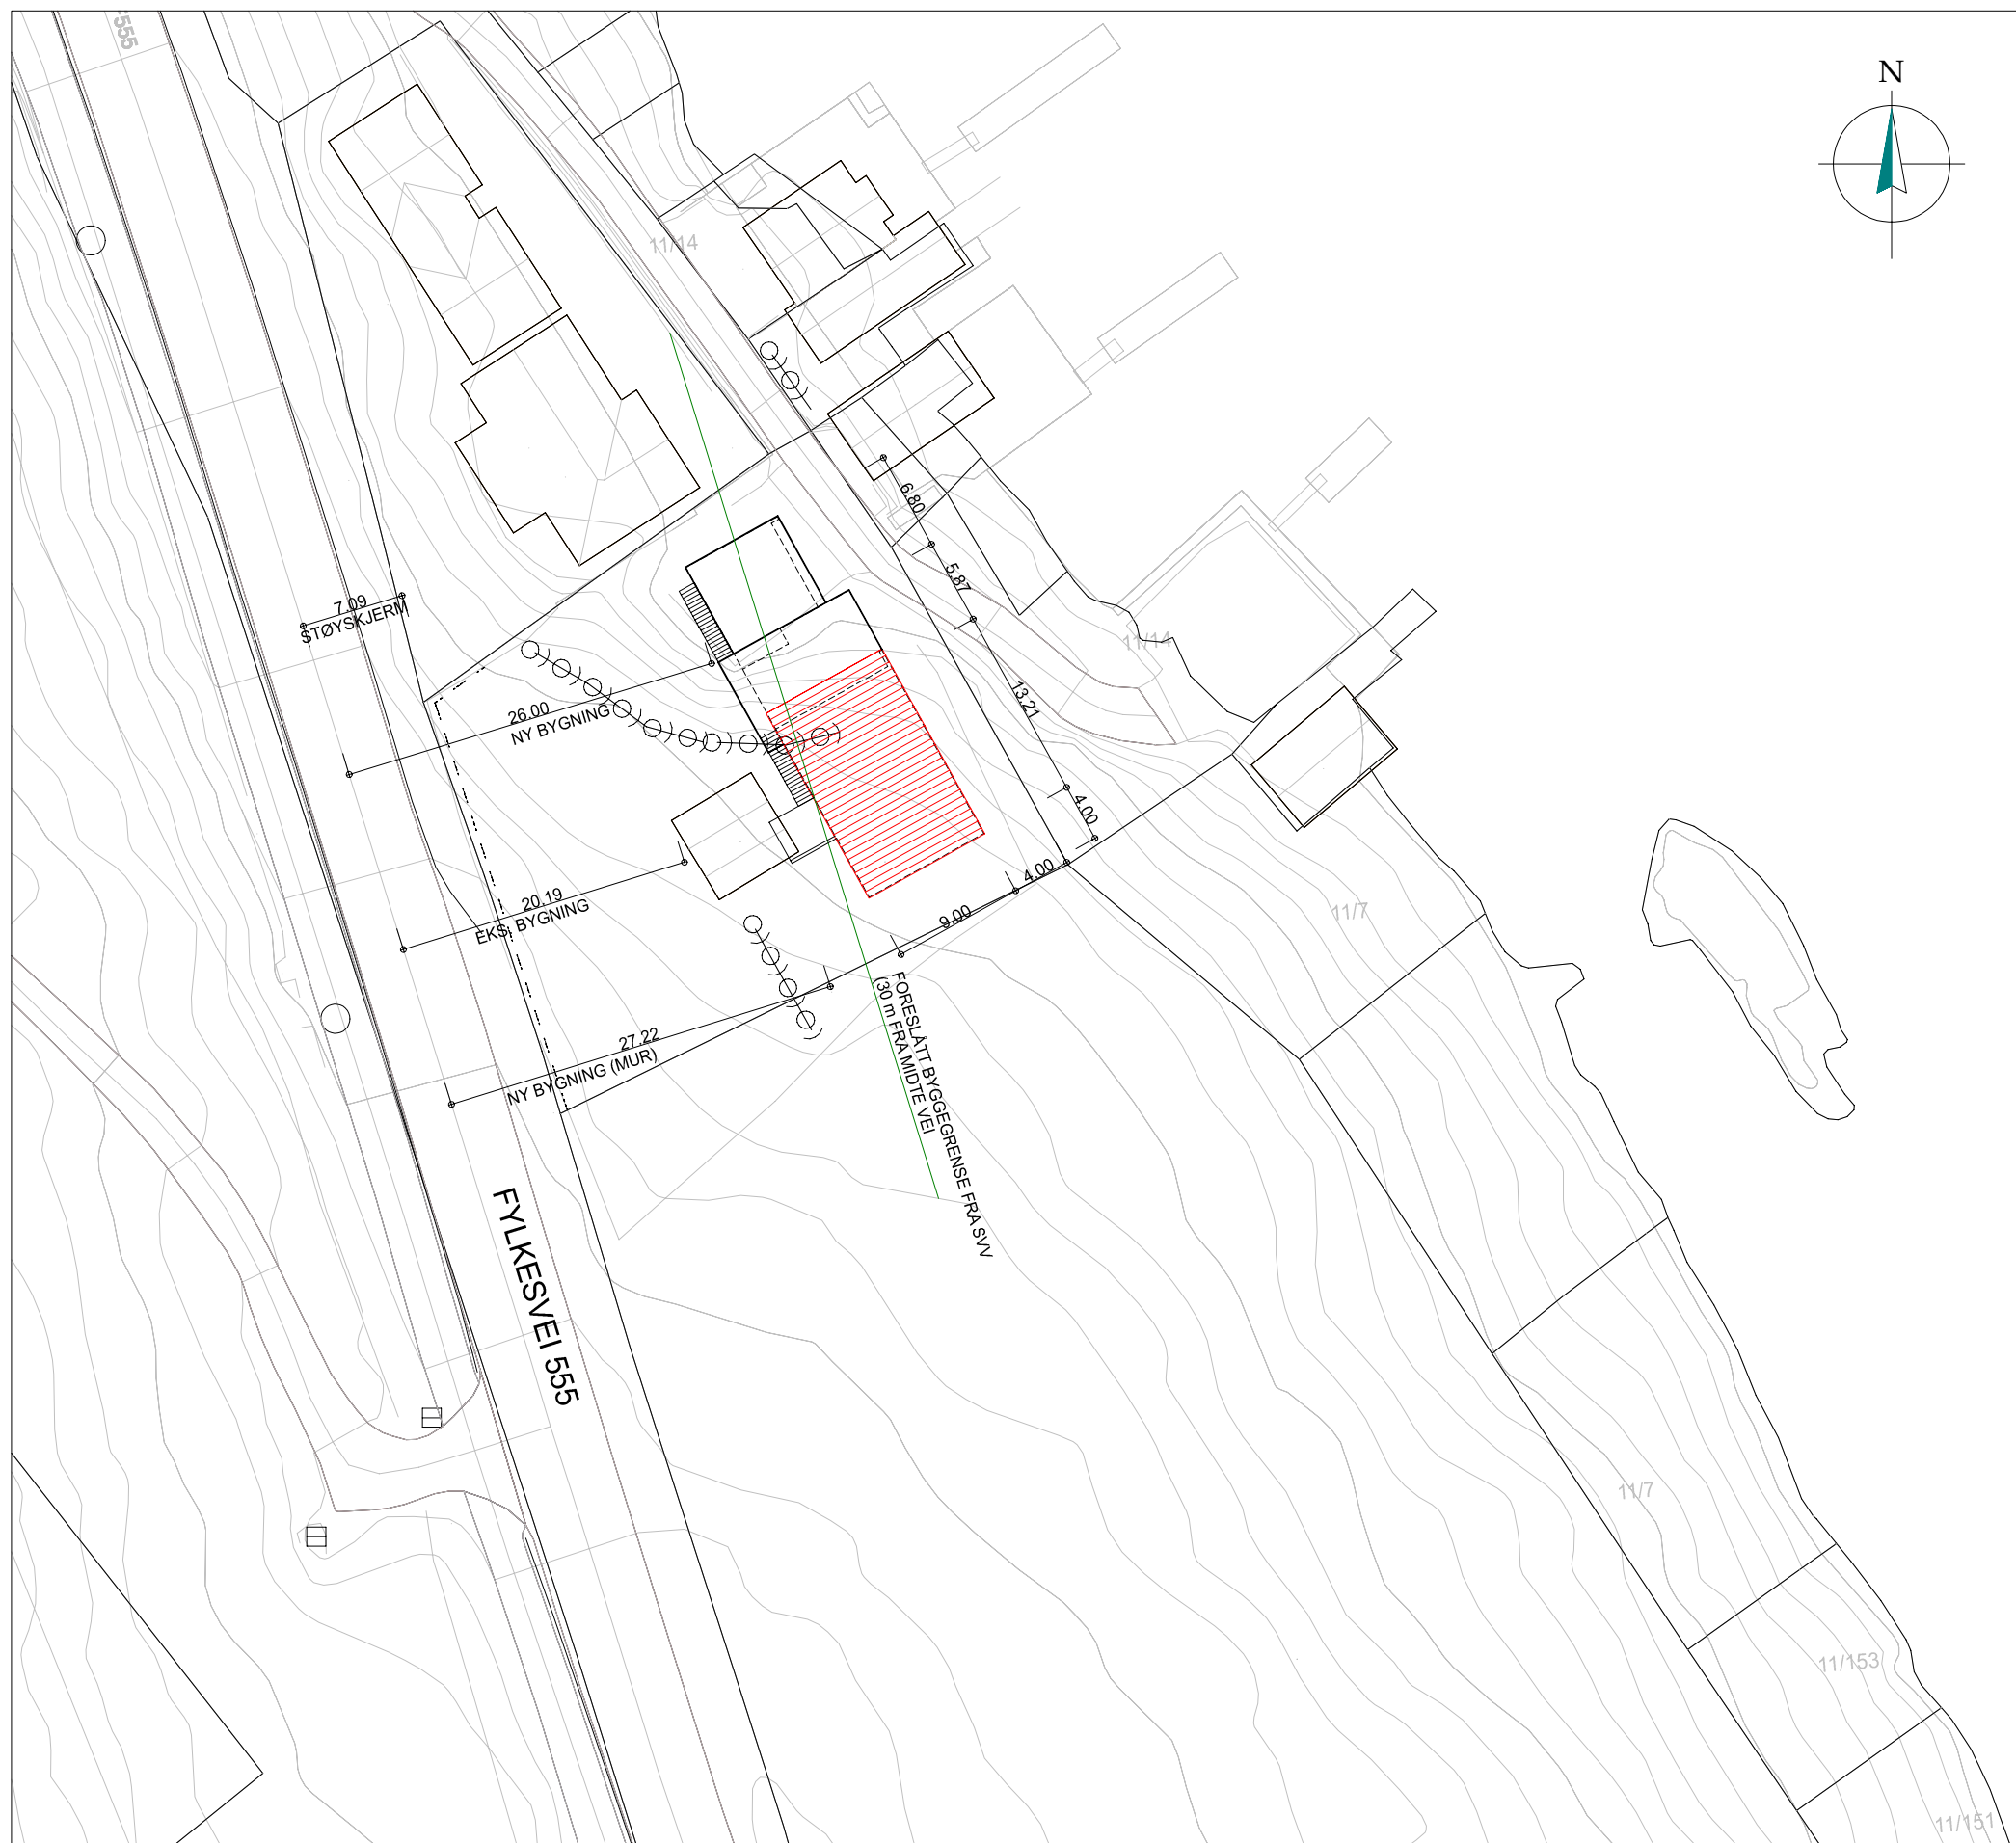 555
N
11/14
6.80
5.87
7.09
STØYSKJERM
11/14
13.21
26.00
NY BYGNING
4.00
4.00
20.19
EKS. BYGNING
9.00
11/7
FORESLÅTT BYGGEGRENSE FRA SVV
(30 m FRA MIDTE VEI
27.22
NY BYGNING (MUR)
FYLKESVEI 555
11/7
11/153
11/151